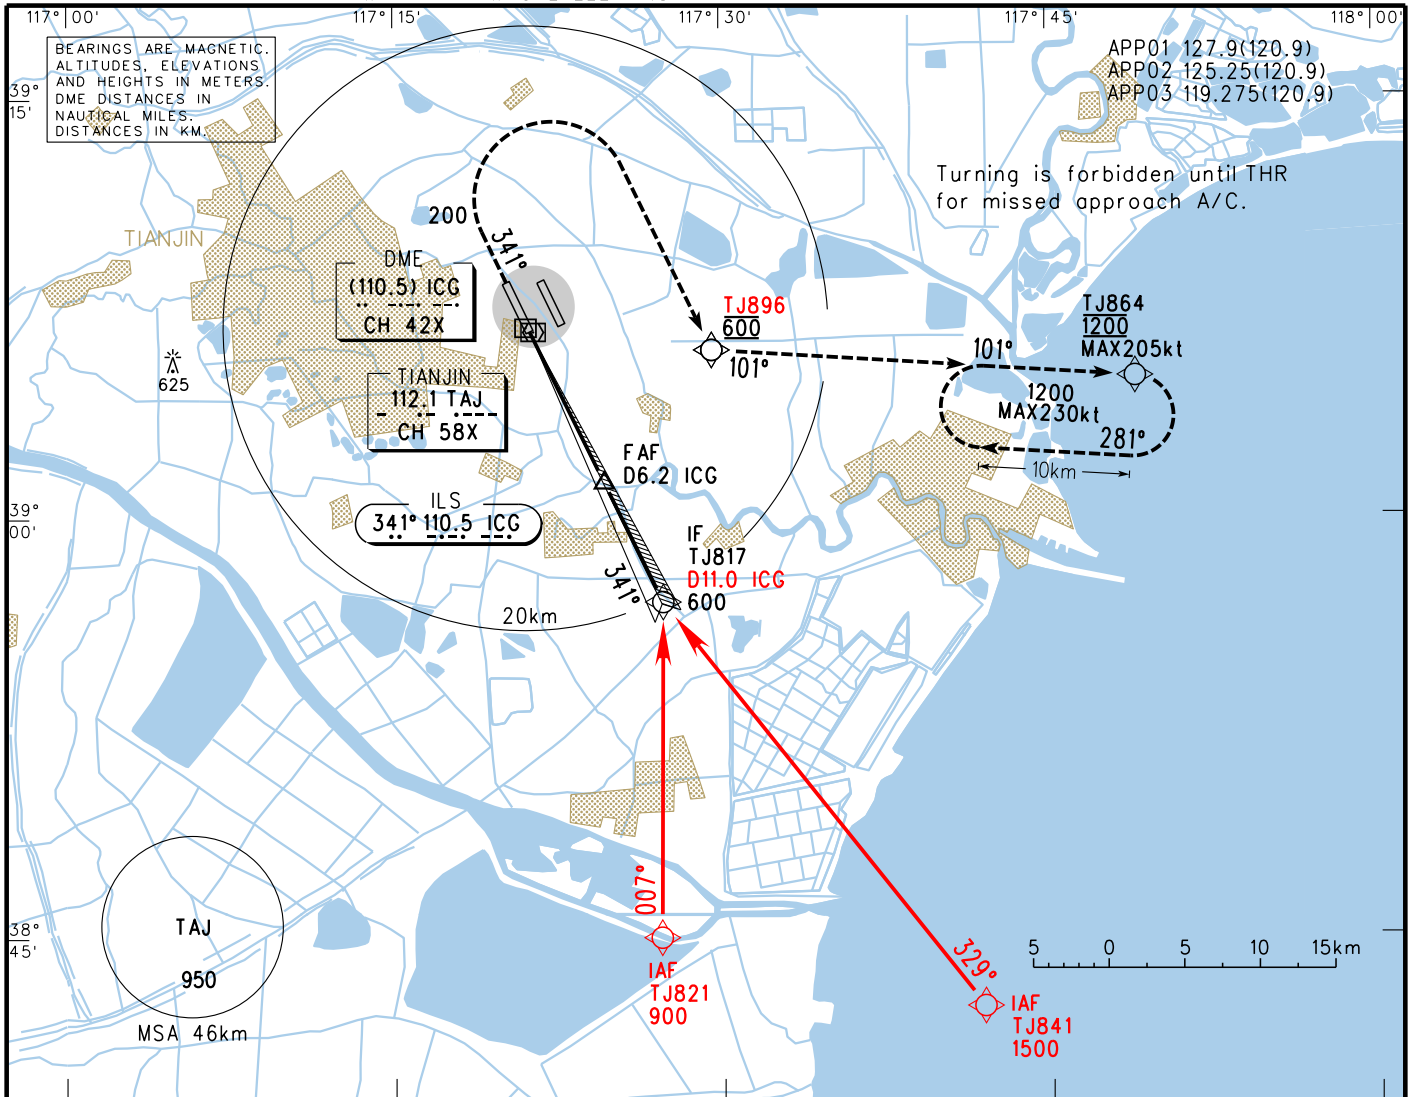 117° 00'
117° 15'
117° 30'
117° 45'
118° 00'
BEARINGS ARE MAGNETIC.
ALTITUDES, ELEVATIONS
AND HEIGHTS IN METERS.
DME DISTANCES IN
NAUTICAL MILES.
DISTANCES IN KM.
APP01 127.9(120.9)
APP02 125.25(120.9)
APP03 119.275(120.9)
39°
15'
Turning is forbidden until THR
for missed approach A/C.
TIANJIN
200
341°
DME
(110.5) ICG
CH 42X
TJ896
600
101°
TJ864
1200
MAX205kt
101°
1200
MAX230kt
281°
10km
625
TIANJIN
112.1 TAJ
CH 58X
FAF
D6.2 ICG
ILS
341° 110.5 ICG
39°
00'
IF
TJ817
D11.0 ICG
600
341°
20km
007°
IAF
TJ821
900
329°
IAF
TJ841
1500
38°
45'
TAJ
950
MSA 46km
5 0 5 10 15km